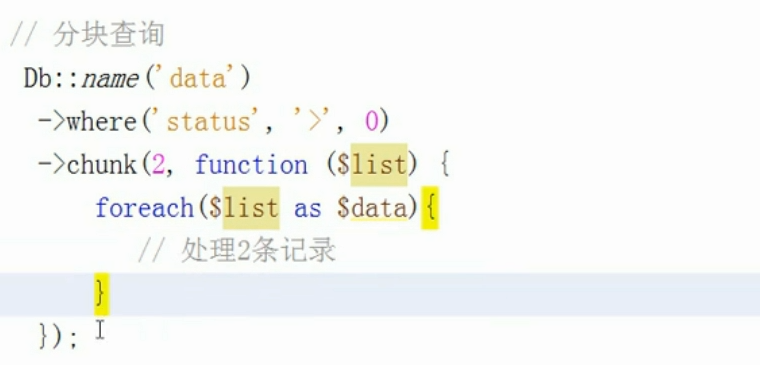 // 分块查询
Db::name('data')
->where('status', '>', 0)
->chunk(2, function ($list) {
foreach($list as $data){
// 处理2条记录
}
});